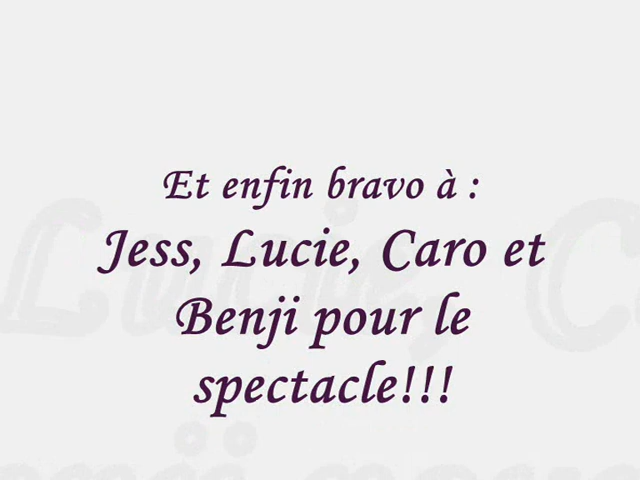 Et enfin bravo à :
Jess, Lucie, Caro et
Benji pour le
spectacle!!!